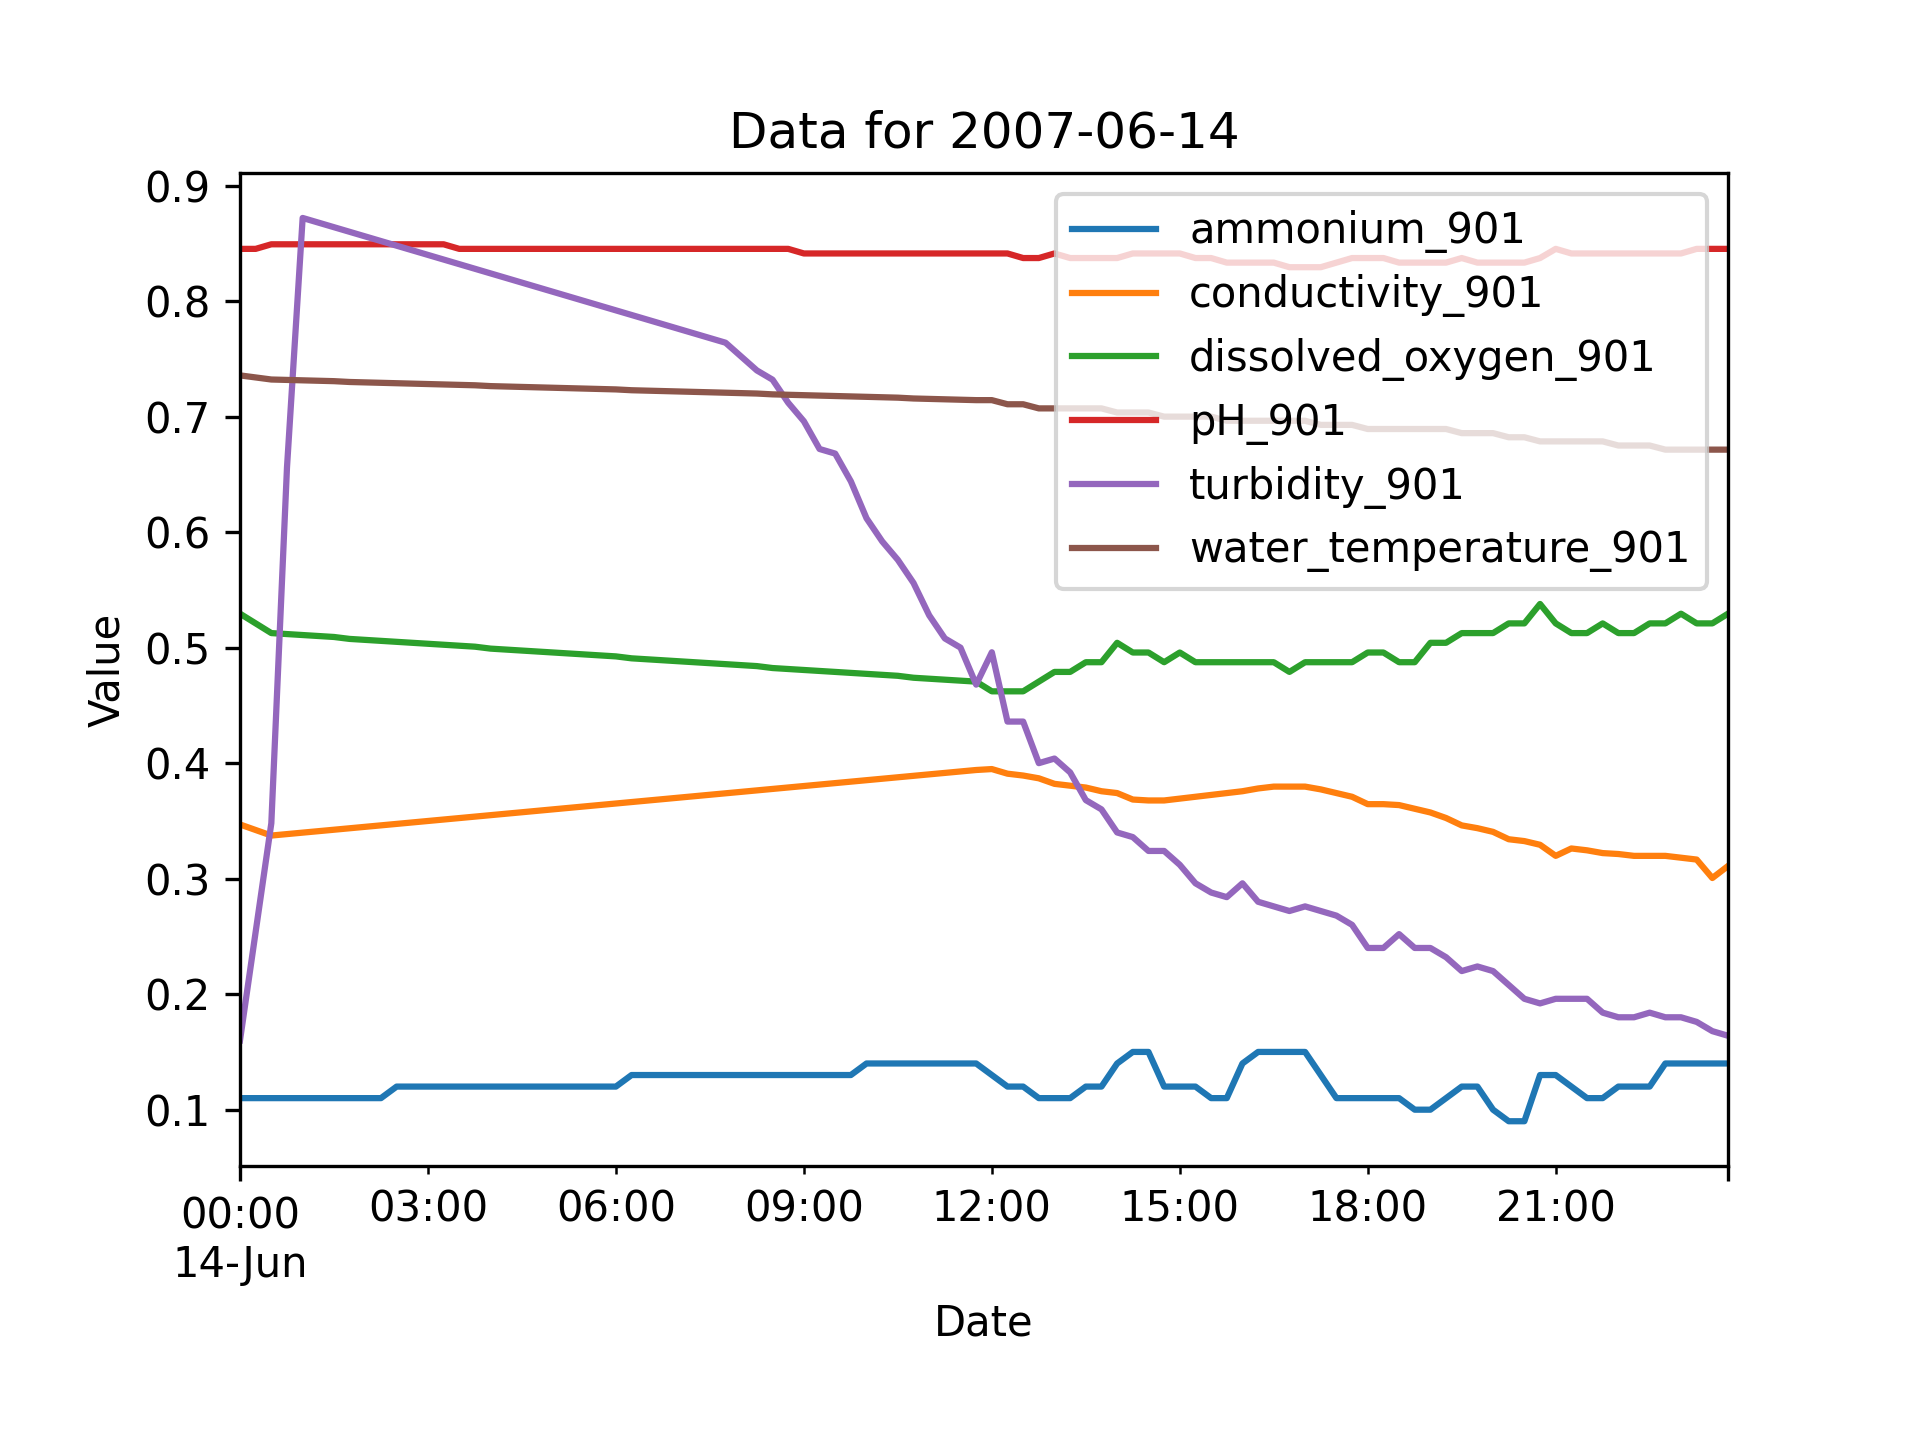 Data for 2007-06-14
0.9
0.8
0.7
0.6
0.5
0.4
0.3
0.2
0.1
Value
ammonium_901
conductivity_901
dissolved_oxygen_901
pH_901
turbidity_901
water_temperature_901
00:00 03:00 06:00 09:00 12:00 15:00 18:00 21:00
14-Jun
Date